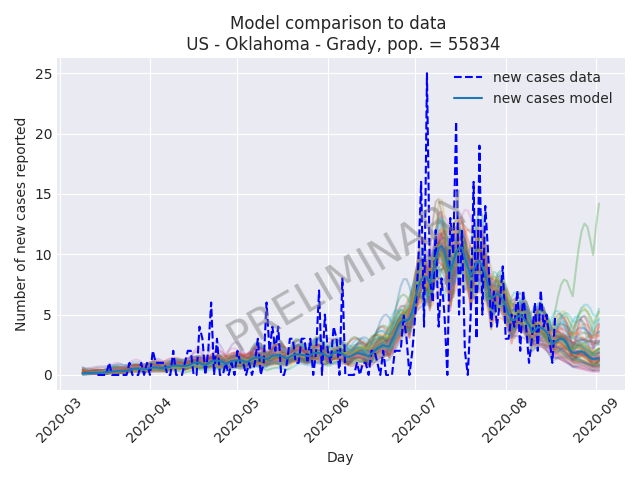 Model comparison to data
US - Oklahoma - Grady, pop. = 55834
new cases data
new cases model
PRELIMINA
Number of new cases reported
25
20
15
10
5
0
2020-03
2020-04
2020-05
2020-06
2020-07
2020-08
2020-09
Day